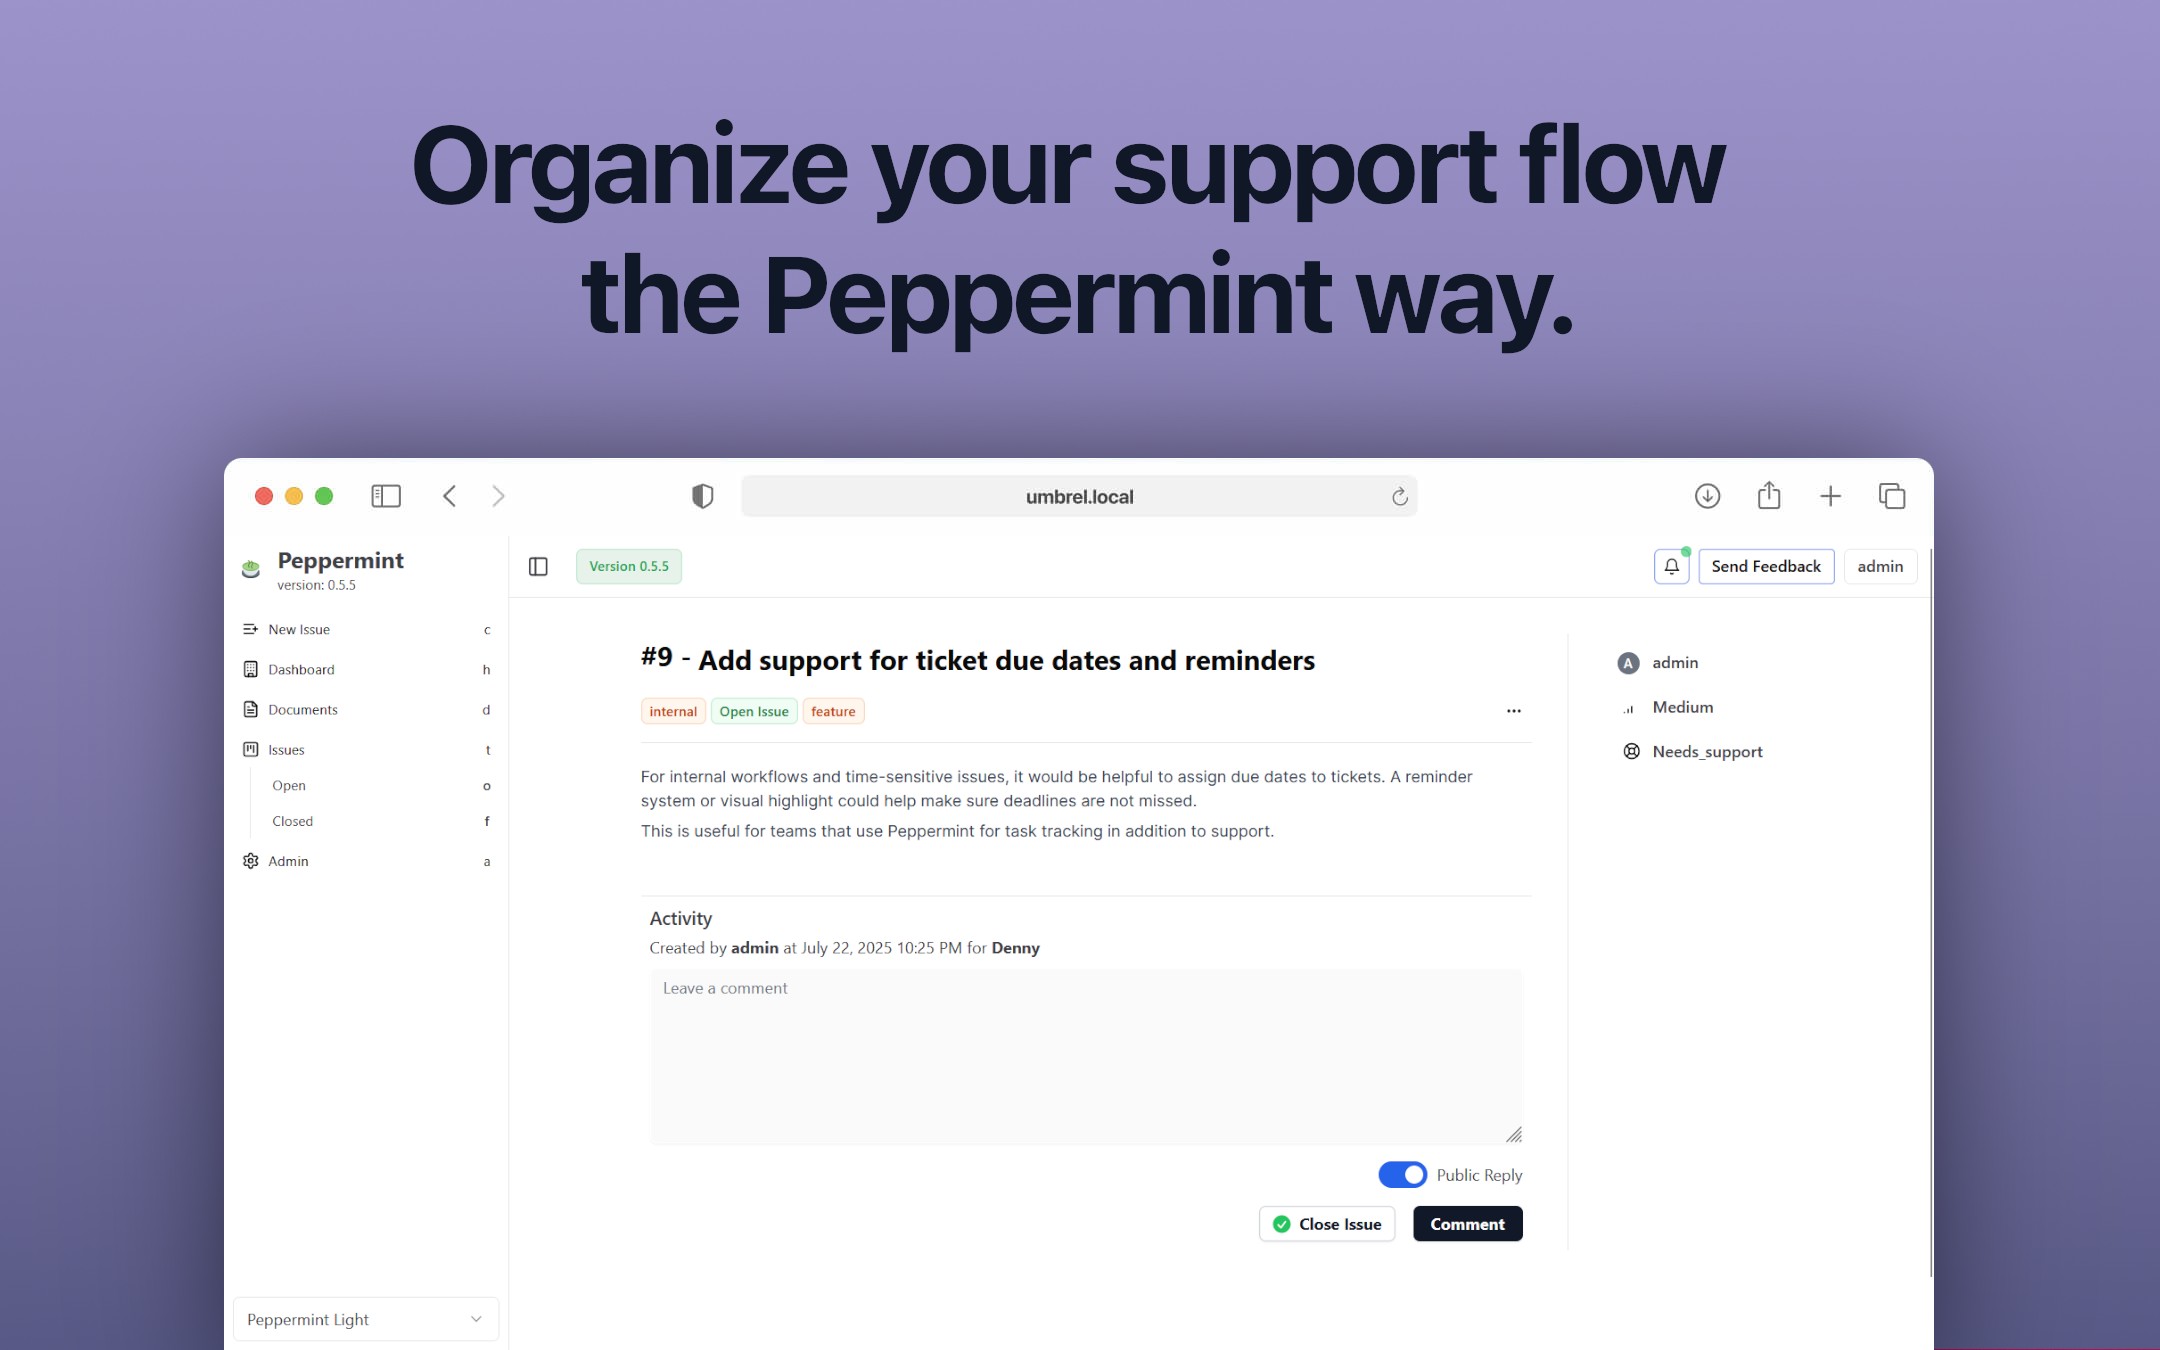 Organize your support flow
the Peppermint way.
umbrel.local
Peppermint
version: 0.5.5
New Issue c
Dashboard h
Documents d
Issues t
Open o
Closed f
Admin a
Peppermint Light
Version 0.5.5
Send Feedback
admin
#9 - Add support for ticket due dates and reminders
internal Open Issue feature
For internal workflows and time-sensitive issues, it would be helpful to assign due dates to tickets. A reminder
system or visual highlight could help make sure deadlines are not missed.
This is useful for teams that use Peppermint for task tracking in addition to support.
Activity
Created by admin at July 22, 2025 10:25 PM for Denny
Leave a comment
Public Reply
Close Issue
Comment
A admin
Medium
Needs_support